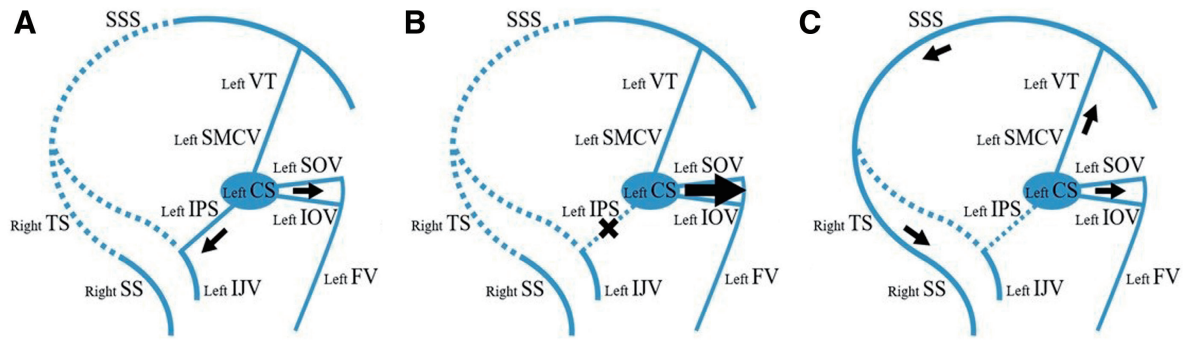 A
SSS
Left VT
Left SMCV
Left SOV
Left CS
Left IPS
Left IOV
Right TS
Left FV
Right SS
Left IJV
B
SSS
Left VT
Left SMCV
Left SOV
Left CS
Left IPS
Left IOV
Right TS
Left FV
Right SS
Left IJV
C
SSS
Left VT
Left SMCV
Left SOV
Left CS
Left IPS
Left IOV
Right TS
Left FV
Right SS
Left IJV